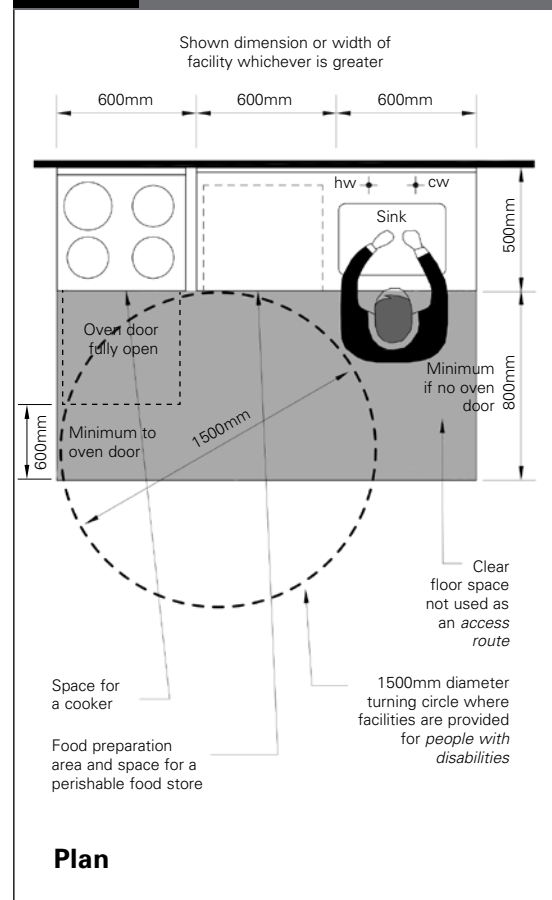 Shown dimension or width of
facility whichever is greater
600mm
600mm
600mm
hw
cw
Sink
500mm
Oven door
fully open
Minimum
if no oven
door
800mm
1500mm
Minimum to
oven door
600mm
Clear
floor space
not used as
an access
route
Space for
a cooker
1500mm diameter
turning circle where
facilities are provided
for people with
disabilities
Food preparation
area and space for a
perishable food store
Plan